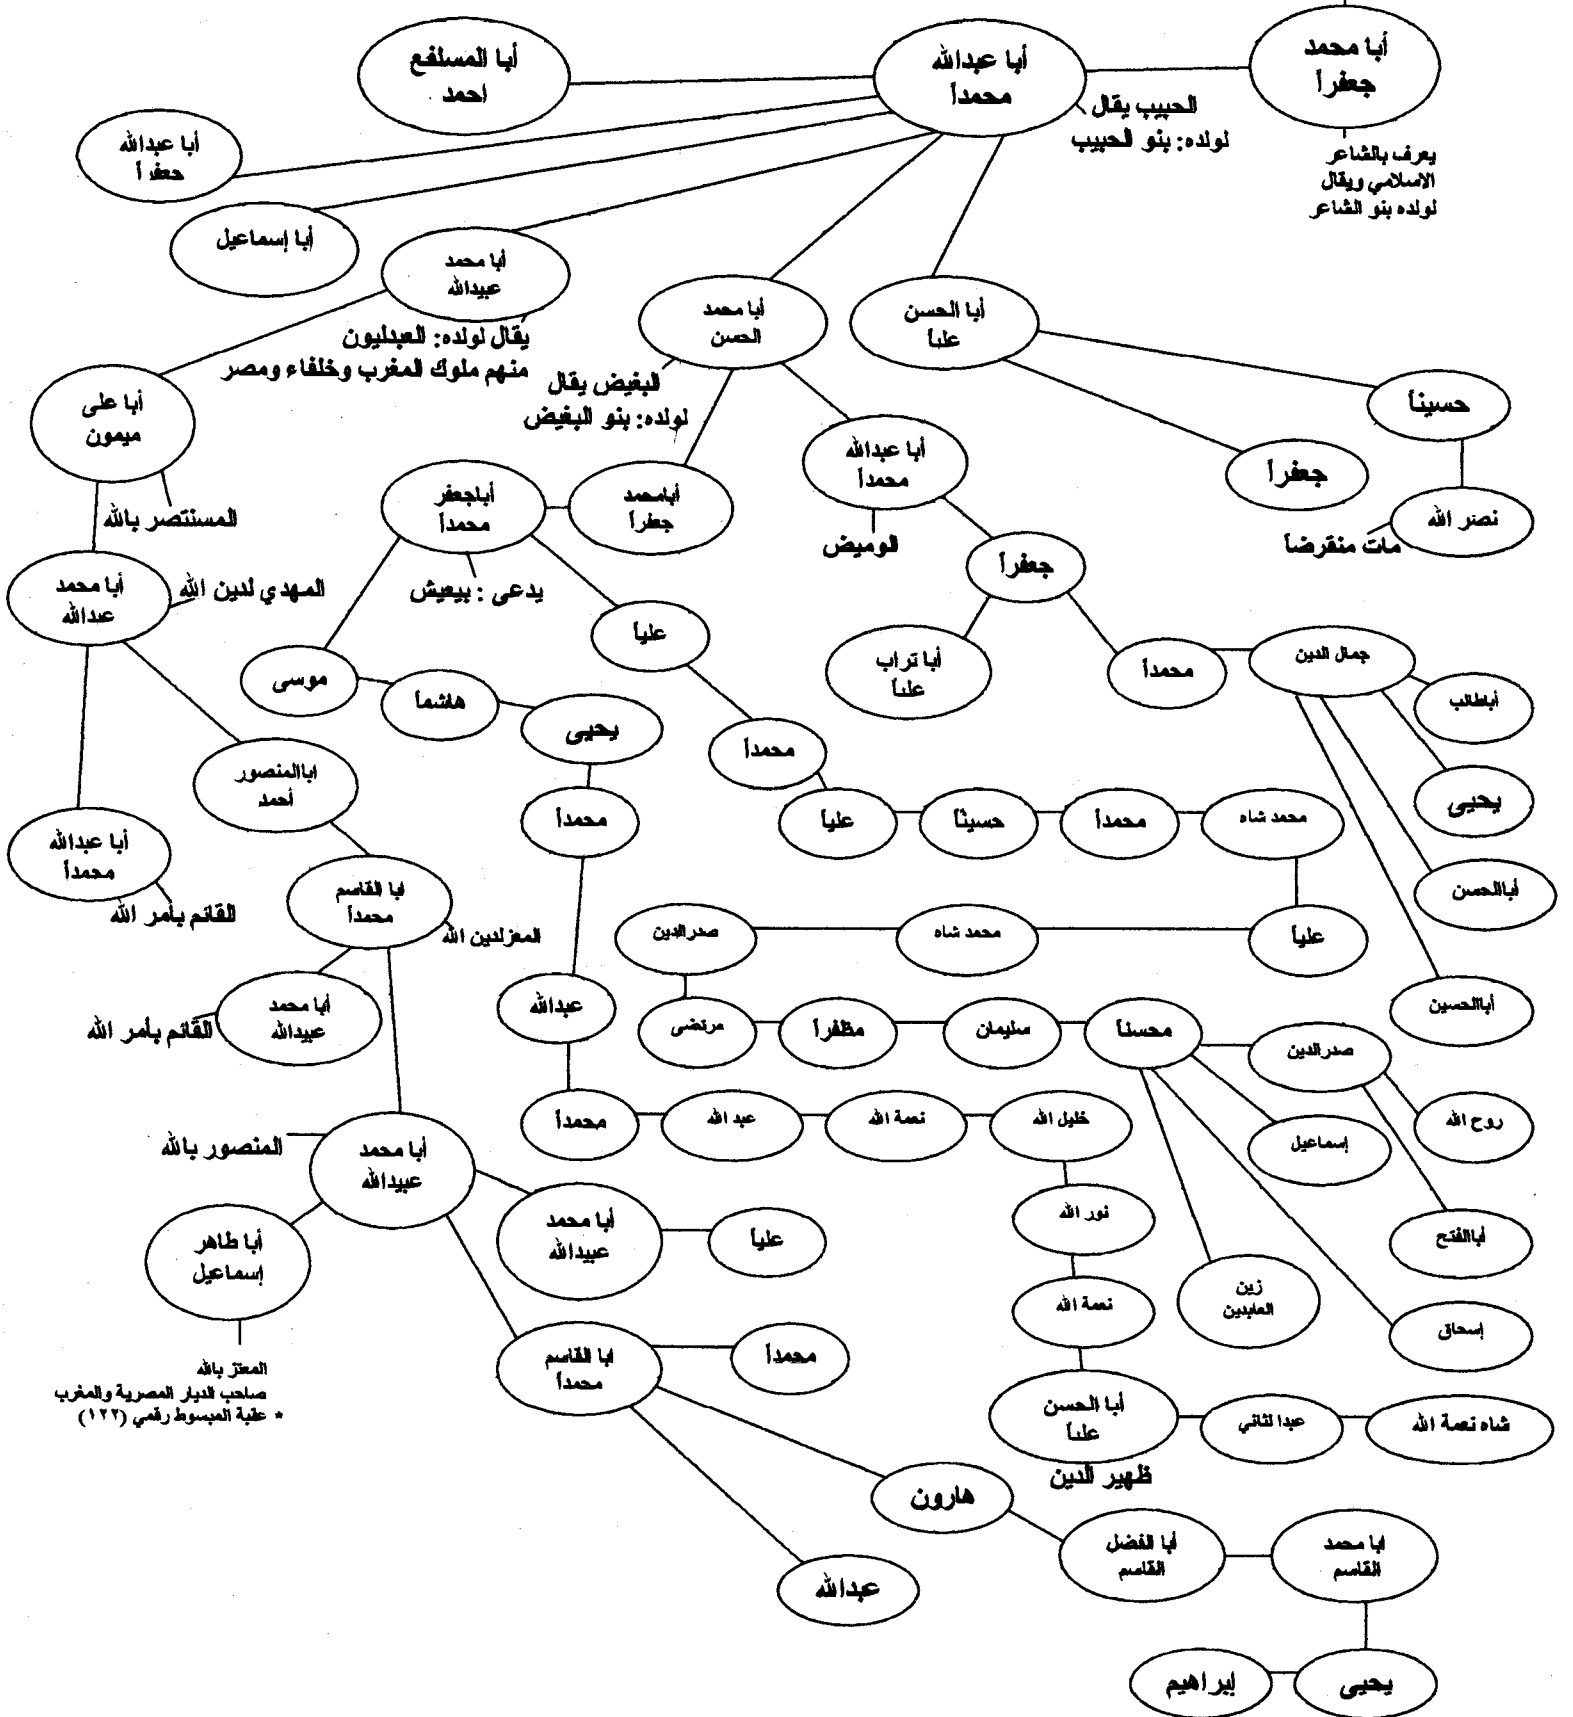 أبا محمد
جعفراً
يعرف بالشاعر
الاسلامي ويقال
لولده بنو الشاعر
أبا عبدالله
محمداً
الحبيب يقال
لولده: بنو الحبيب
أبا المسلفع
احمد
أبا عبدالله
جعفراً
أبا إسماعيل
أبا محمد
عبيدالله
يقال لولده: العبدليون
منهم ملوك المغرب وخلفاء ومصر
أبا محمد
الحسن
البغيض يقال
لولده: بنو البغيض
أبا الحسن
علياً
حسيناً
جعفراً
نصر الله
مات منقرضاً
أبا على
ميمون
المستنصر بالله
أبا عبدالله
محمداً
الوميض
أبامحمد
جعفراً
أباجعفر
محمداً
يدعى : ببعيش
جعفراً
أبا تراب
علياً
محمداً
جمال الدين
أباطالب
يحيى
أباالحسن
أباالحسين
أبا محمد
عبدالله
المهدي لدين الله
علياً
موسى
هاشماً
يحيى
محمداً
محمداً
علياً
حسيناً
محمداً
محمد شاه
اباالمنصور
أحمد
أبا عبدالله
محمداً
القائم بأمر الله
ابا القاسم
محمداً
المعزلدين الله
علياً
محمد شاه
صدرالدين
أبا محمد
عبيدالله
القائم بأمر الله
عبدالله
مرتضى
مظفراً
سليمان
محسناً
صدرالدين
روح الله
أباالفتح
إسماعيل
إسحاق
زين
العابدين
محمداً
عبد الله
نعمة الله
خليل الله
نور الله
نعمة الله
أبا الحسن
علياً
ظهير الدين
عبدا لثاني
شاه نعمة الله
أبا محمد
عبيدالله
المنصور بالله
أبا طاهر
إسماعيل
المعتز بالله
صاحب الديار المصرية والمغرب
* عقبة المبسوط رقمي (١٢٢)
أبا محمد
عبيدالله
علياً
ابا القاسم
محمداً
محمداً
هارون
عبدالله
أبا الفضل
القاسم
ابا محمد
القاسم
يحيى
إبراهيم